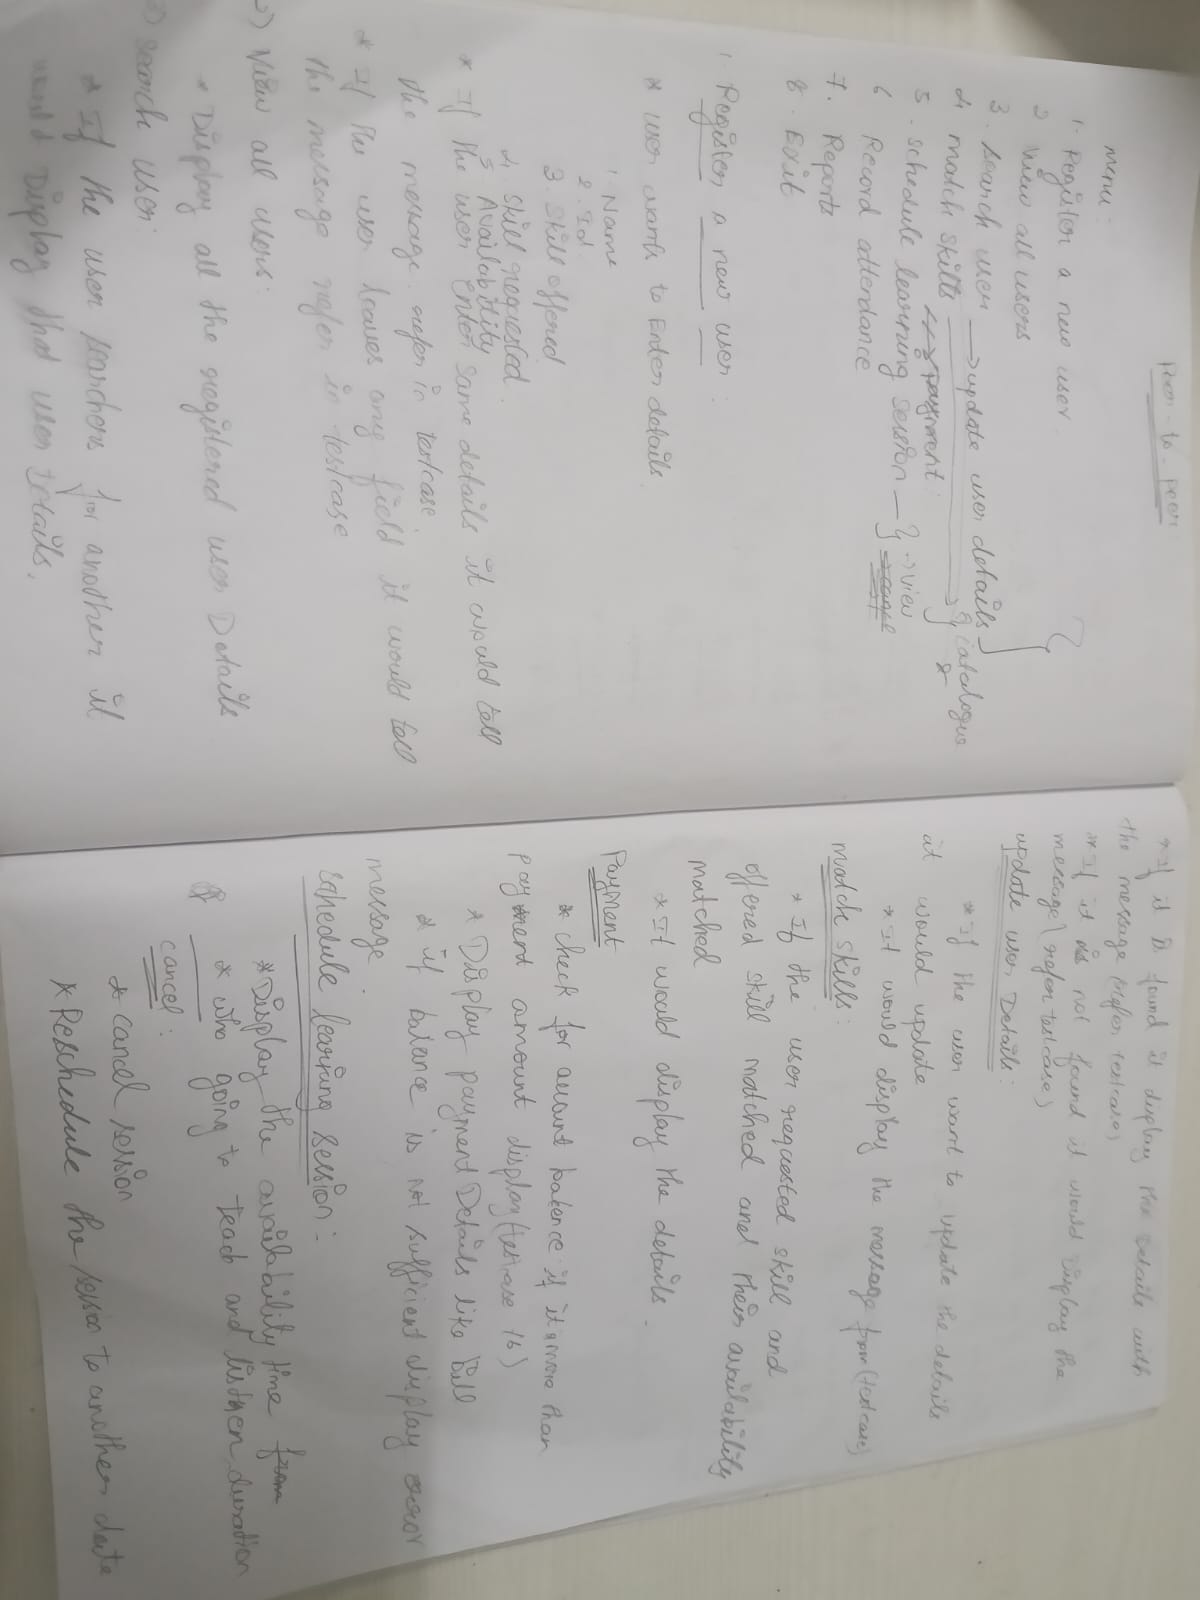 Peer-to-peer
menu:
1. Register a new user.
2 View all users
3. Search user → update user details
4 match skills → catalogue
→ payment:
5. schedule learning session → view
6 Record attendance
7. Reports
8. Exit
1. Register a new user:
* user wants to Enter details.
1. Name
2. Id.
3. Skill offered.
4. Skill requested.
5 Availability
* If the user enter same details it would tell
the message refer in testcase.
* If the user leaves any field it would tell
the message refer in testcase
2) View all users:
* Display all the registered user Details
3) Search user:
* If the user searchers for another it
would Display that user details.
* If it is found it display the details with
the message (refer testcase)
* If it is not found it would display the
message (refer testcase)
update user Details:
* If the user want to update the details
it would update
* It would display the message from (testcase)
match skills:
* If the user requested skill and
offered skill matched and their availability
matched
* It would display the details.
Payment
* check for amount balence if it is more than
payment amount display (testcase 16)
* Display payment Details like bill
message.
* if balance is not sufficient display error
schedule learning session:
* Display the availability time from
* who going to teach and listhen, duration
cancel:
* cancel session
* Reschedule the session to another date